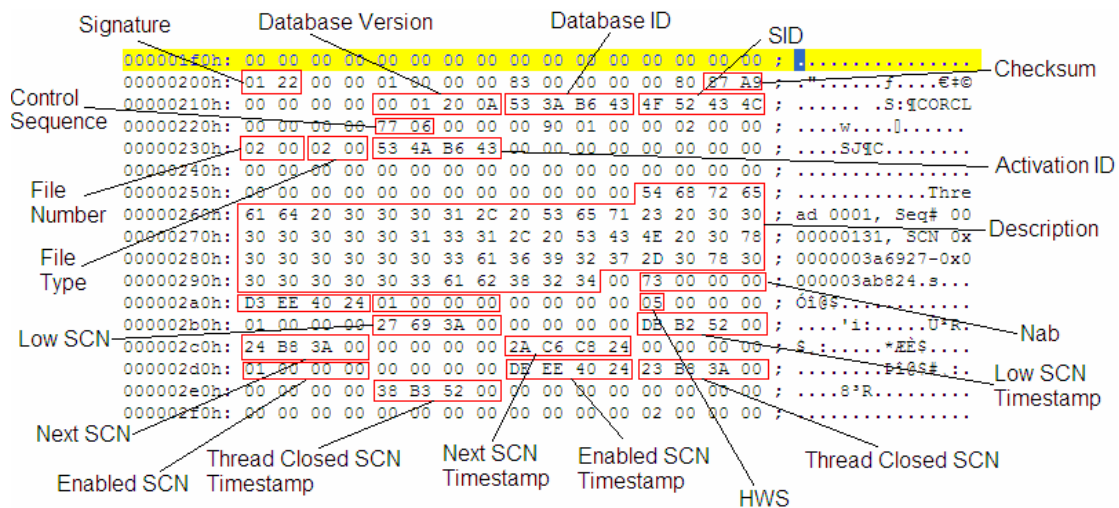 Signature
Database Version
Database ID
SID
000001f0h: 00 00 00 00 00 00 00 00 00 00 00 00 00 00 00 00 ; ................
00000200h: 01 22 00 00 01 00 00 00 83 00 00 00 00 80 87 A9 ; ."......ƒ....€‡©
Checksum
Control Sequence
00000210h: 00 00 00 00 00 01 20 0A 53 3A B6 43 4F 52 43 4C ; ...... .S:¶CORCL
00000220h: 00 00 00 00 77 06 00 00 00 90 01 00 00 02 00 00 ; ....w....[]......
00000230h: 02 00 02 00 53 4A B6 43 00 00 00 00 00 00 00 00 ; ....SJ¶C........
Activation ID
00000240h: 00 00 00 00 00 00 00 00 00 00 00 00 00 00 00 00 ; ................
File Number
00000250h: 00 00 00 00 00 00 00 00 00 00 00 00 54 68 72 65 ; ............Thre
00000260h: 61 64 20 30 30 30 31 2C 20 53 65 71 23 20 30 30 ; ad 0001, Seq# 00
Description
00000270h: 30 30 30 30 30 31 33 31 2C 20 53 43 4E 20 30 78 ; 00000131, SCN 0x
File Type
00000280h: 30 30 30 30 30 33 61 36 39 32 37 2D 30 78 30 ; 0000003a6927-0x0
00000290h: 30 30 30 30 30 33 61 62 38 32 34 00 73 00 00 00 ; 000003ab824.s...
000002a0h: D3 EE 40 24 01 00 00 00 00 00 00 00 05 00 00 00 ; Óî@$............
Nab
Low SCN
000002b0h: 01 00 00 00 27 69 3A 00 00 00 00 00 DB B2 52 00 ; ....'i:.....Û²R.
000002c0h: 24 B8 3A 00 00 00 00 00 2A C6 C8 24 00 00 00 00 ; $¸:.....*ÆÈ$....
Low SCN Timestamp
000002d0h: 01 00 00 00 00 00 00 00 DE EE 40 24 23 B8 3A 00 ; ........Þî@$#¸:.
000002e0h: 00 00 00 00 38 B3 52 00 00 00 00 00 00 00 00 00 ; ....8³R.........
000002f0h: 00 00 00 00 00 00 00 00 00 00 00 00 02 00 00 00 ; ................
Next SCN
Enabled SCN
Thread Closed SCN Timestamp
Next SCN Timestamp
Enabled SCN Timestamp
HWS
Thread Closed SCN